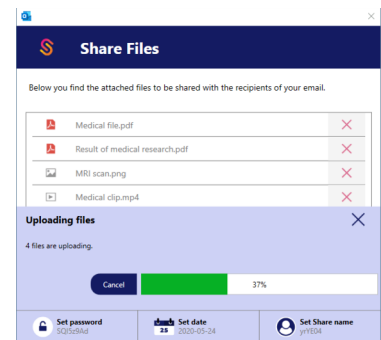 Share Files
Below you find the attached files to be shared with the recipients of your email.
Medical file.pdf
Result of medical research.pdf
MRI scan.png
Medical clip.mp4
Uploading files
4 files are uploading.
Cancel
37%
Set password
Set date
25
2020-05-24
Set Share name
yrYE04